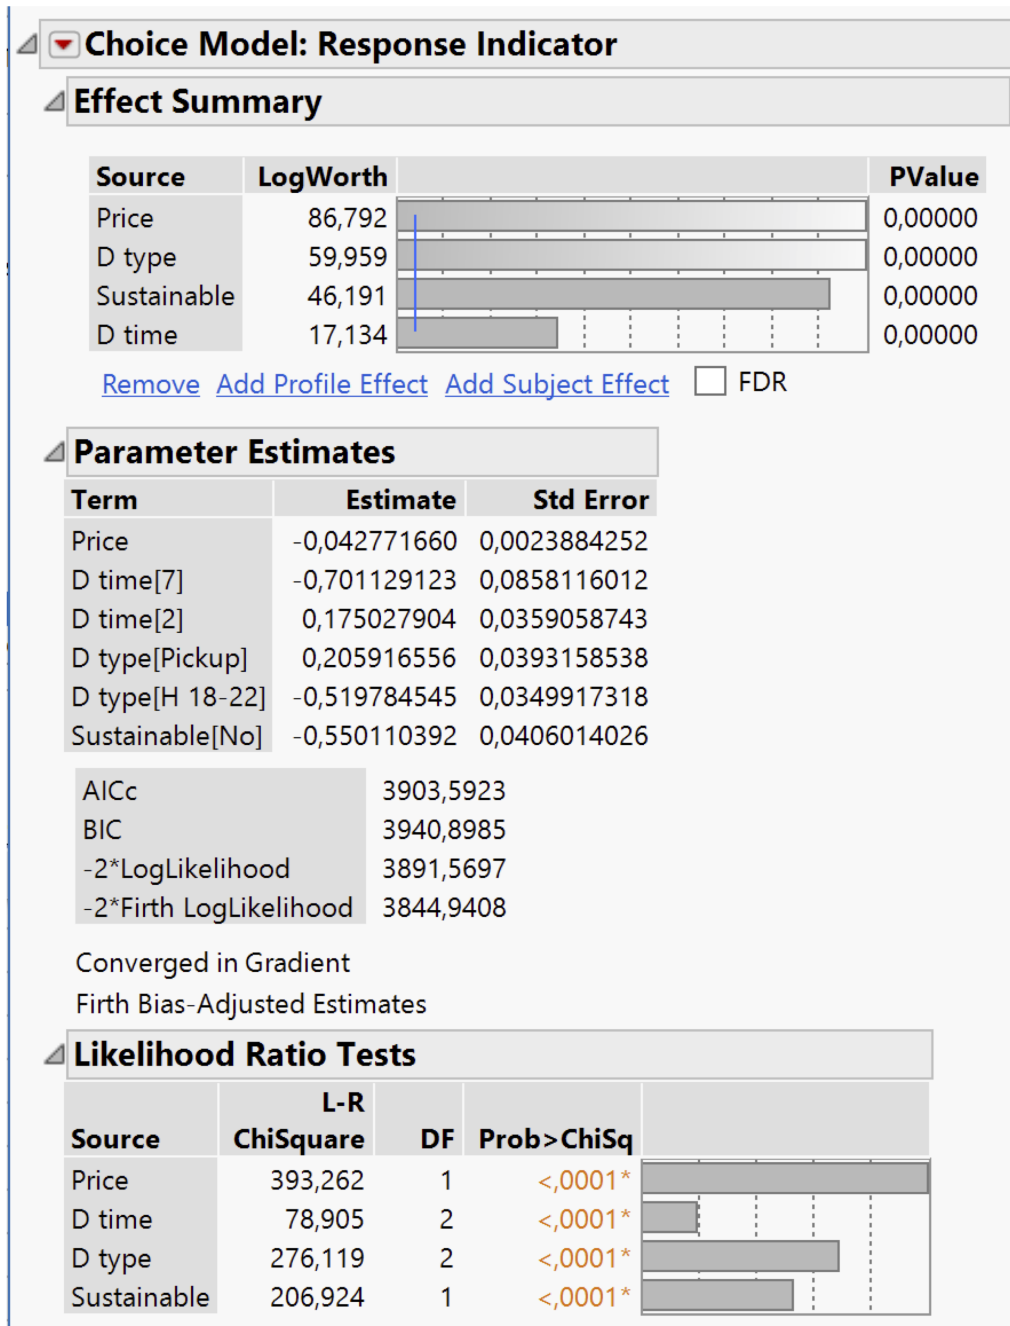 Choice Model: Response Indicator
Effect Summary
Source LogWorth PValue
Price 86,792 0,00000
D type 59,959 0,00000
Sustainable 46,191 0,00000
D time 17,134 0,00000
Remove Add Profile Effect Add Subject Effect FDR
Parameter Estimates
Term Estimate Std Error
Price -0,042771660 0,0023884252
D time[7] -0,701129123 0,0858116012
D time[2] 0,175027904 0,0359058743
D type[Pickup] 0,205916556 0,0393158538
D type[H 18-22] -0,519784545 0,0349917318
Sustainable[No] -0,550110392 0,0406014026
AICc 3903,5923
BIC 3940,8985
-2*LogLikelihood 3891,5697
-2*Firth LogLikelihood 3844,9408
Converged in Gradient
Firth Bias-Adjusted Estimates
Likelihood Ratio Tests
L-R
Source ChiSquare DF Prob>ChiSq
Price 393,262 1 <,0001*
D time 78,905 2 <,0001*
D type 276,119 2 <,0001*
Sustainable 206,924 1 <,0001*